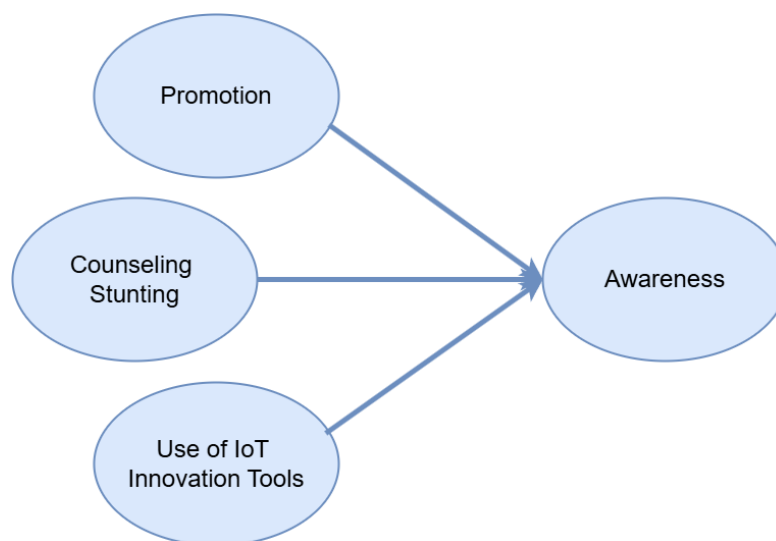 Promotion
Counseling
Stunting
Awareness
Use of IoT
Innovation Tools